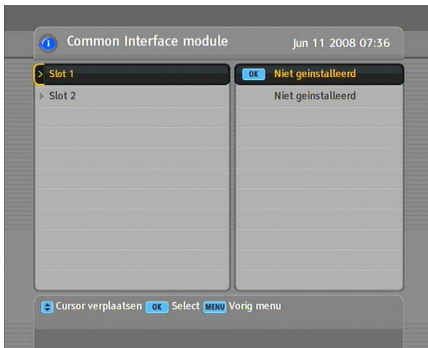 Common Interface module Jun 11 2008 07:36
Slot 1 OK Niet geinstalleerd
Slot 2 Niet geinstalleerd
Cursor verplaatsen OK Select MENU Vorig menu